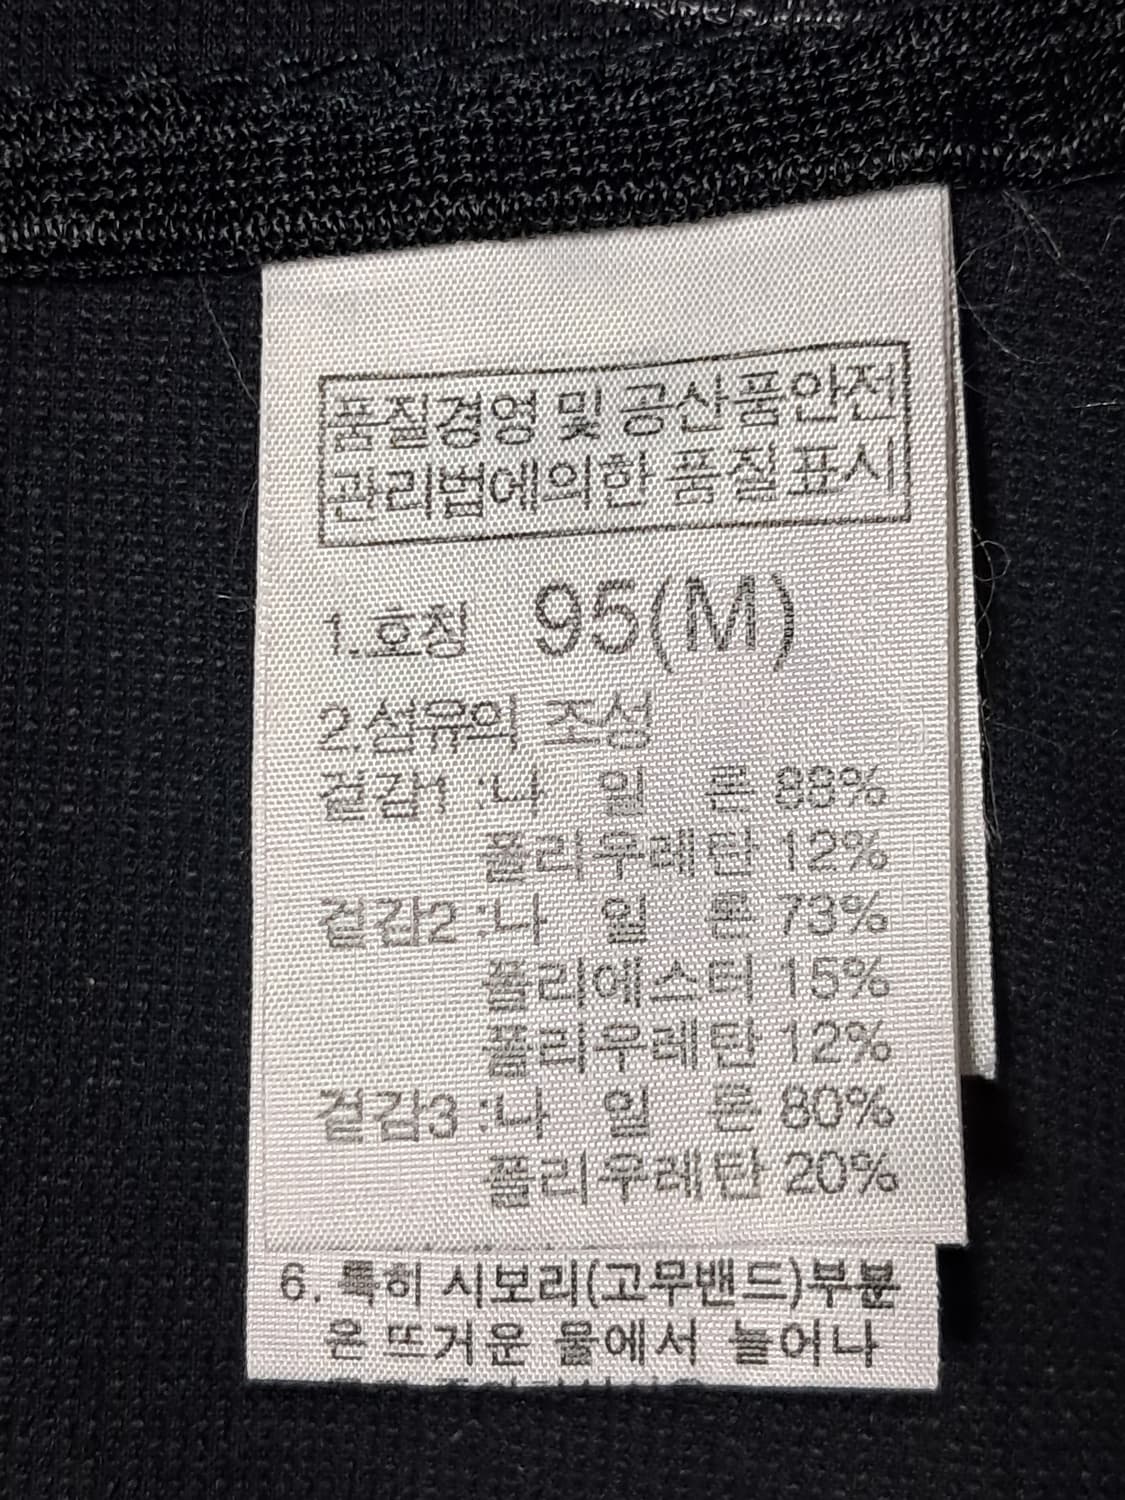 품질경영 및 공산품안전
관리법에의한 품질표시
1.호칭 95(M)
2.섬유의 조성
겉감1 :나 일 론 88%
폴리우레탄 12%
겉감2 :나 일 론 73%
폴리에스터 15%
폴리우레탄 12%
겉감3 :나 일 론 80%
폴리우레탄 20%
6. 특히 시보리(고무밴드)부분
은 뜨거운 물에서 늘어나